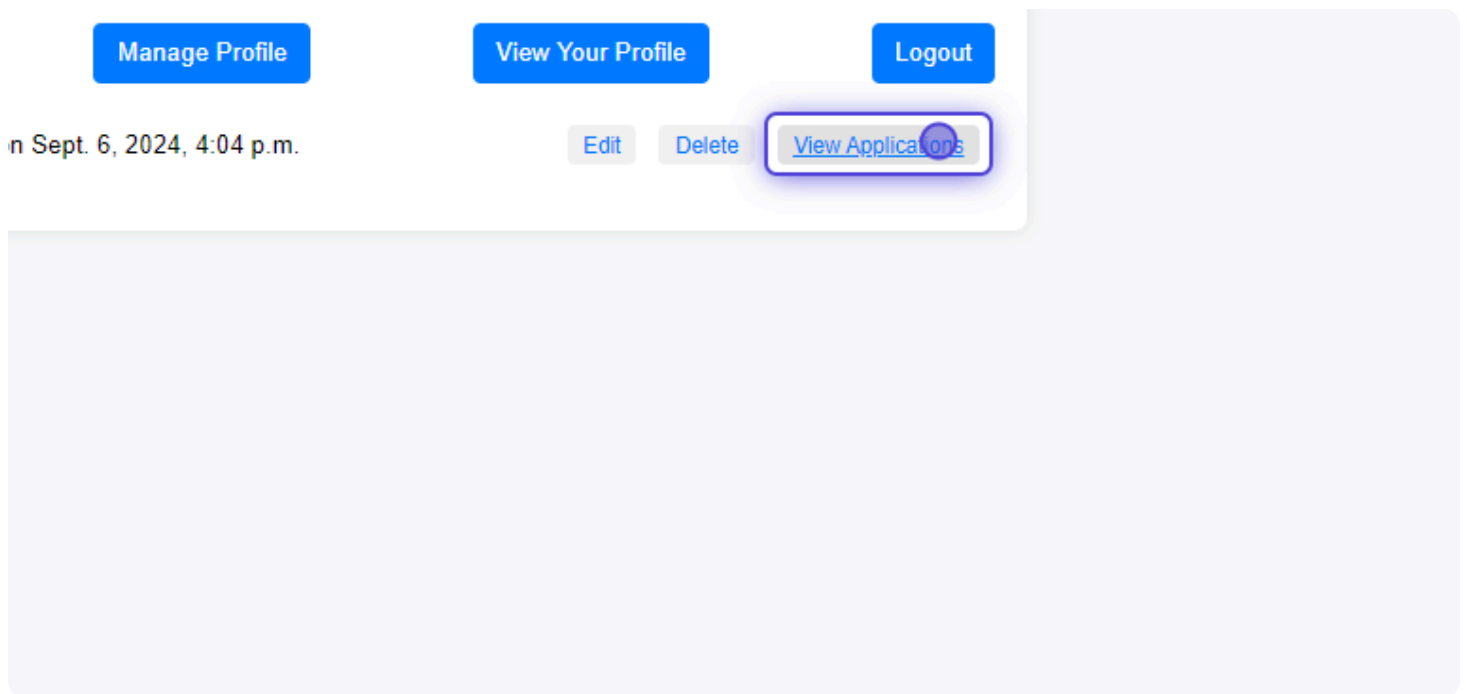 Manage Profile View Your Profile Logout
n Sept. 6, 2024, 4:04 p.m. Edit Delete View Applications